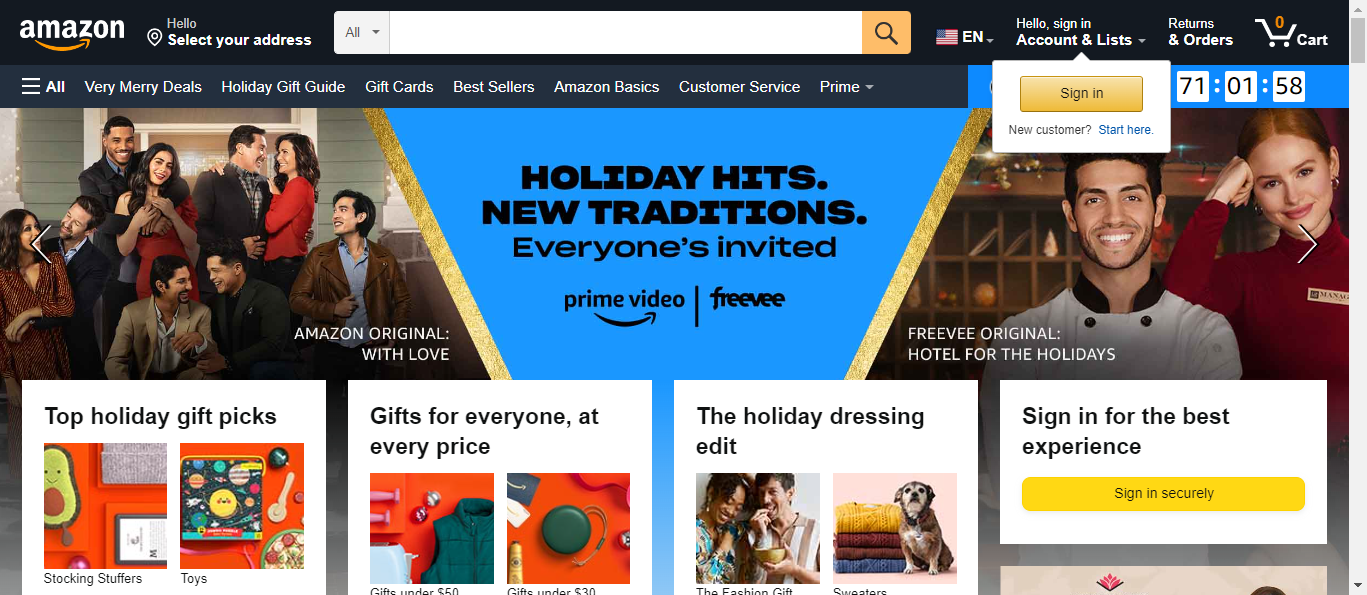 amazon
Hello
Select your address
All
EN
Hello, sign in
Account & Lists
Returns
& Orders
0
Cart
All
Very Merry Deals
Holiday Gift Guide
Gift Cards
Best Sellers
Amazon Basics
Customer Service
Prime
71 : 01 : 58
Sign in
New customer? Start here.
HOLIDAY HITS.
NEW TRADITIONS.
Everyone's invited
prime video | freevee
AMAZON ORIGINAL:
WITH LOVE
FREEVEE ORIGINAL:
HOTEL FOR THE HOLIDAYS
Top holiday gift picks
Stocking Stuffers
Toys
Gifts for everyone, at
every price
Gifts under $50
Gifts under $30
The holiday dressing
edit
The Fashion Gift
Sweaters
Sign in for the best
experience
Sign in securely